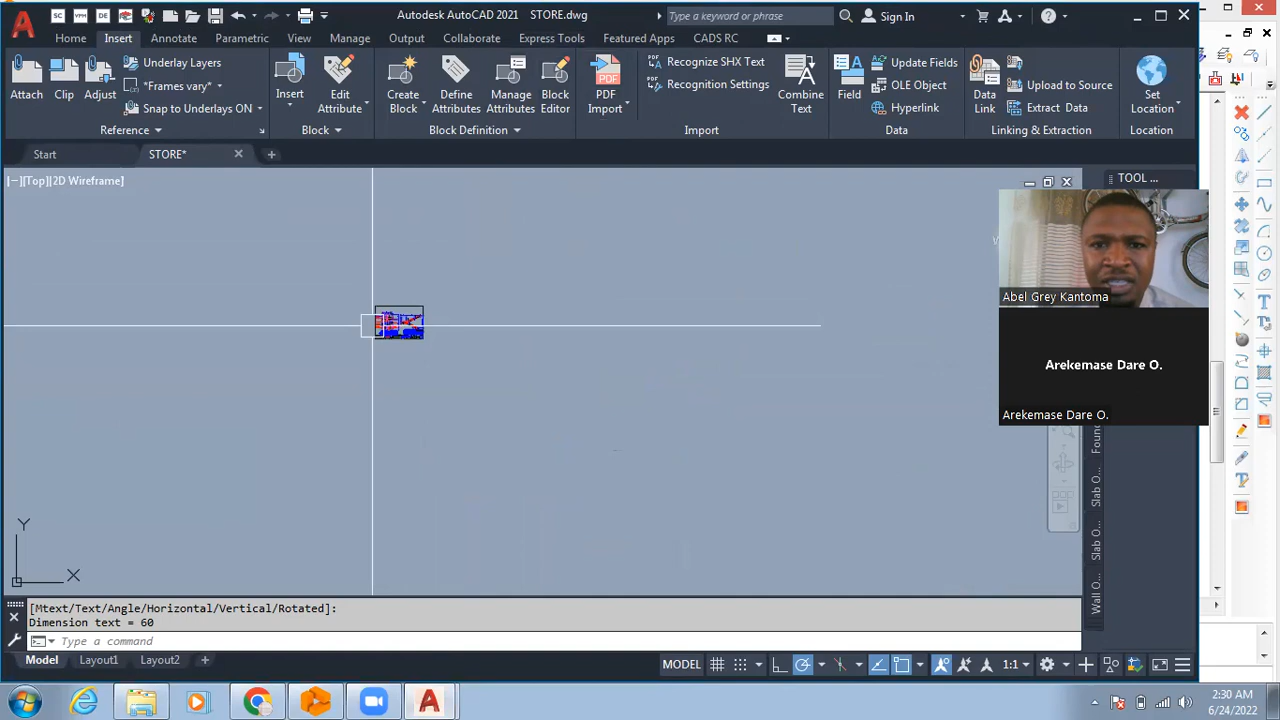 Autodesk AutoCAD 2021 STORE.dwg
Type a keyword or phrase
Sign In
Home Insert Annotate Parametric View Manage Output Collaborate Express Tools Featured Apps CADS RC
Attach Clip Adjust
Underlay Layers
*Frames vary*
Snap to Underlays ON
Insert
Edit Attribute
Create Block
Define Attributes
Manage Attributes
Block Editor
PDF Import
Recognize SHX Text
Recognition Settings
Combine Text
Field
Update Fields
OLE Object
Hyperlink
Data Link
Upload to Source
Extract Data
Set Location
Reference Block Block Definition Import Data Linking & Extraction Location
Start STORE*
[−][Top][2D Wireframe]
TOOL ...
Abel Grey Kantoma
Arekemase Dare O.
Arekemase Dare O.
Slab O...
Slab O...
Wall O...
Y
X
[Mtext/Text/Angle/Horizontal/Vertical/Rotated]:
Dimension text = 60
Type a command
Model Layout1 Layout2 +
MODEL 1:1
2:30 AM
6/24/2022